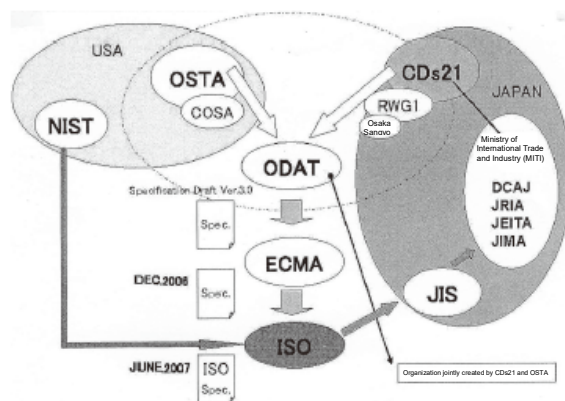 USA
OSTA
COSA
NIST
CDs21
JAPAN
RWG1
Osaka
Sangyo
Ministry of
International Trade
and Industry (MITI)
DCAJ
JRIA
JEITA
JIMA
ODAT
Specification Draft Ver.3.0
Spec.
ECMA
DEC.2006
Spec.
JIS
ISO
JIUNE.2007
ISO
Spec.
Organization jointly created by CDs21 and OSTA